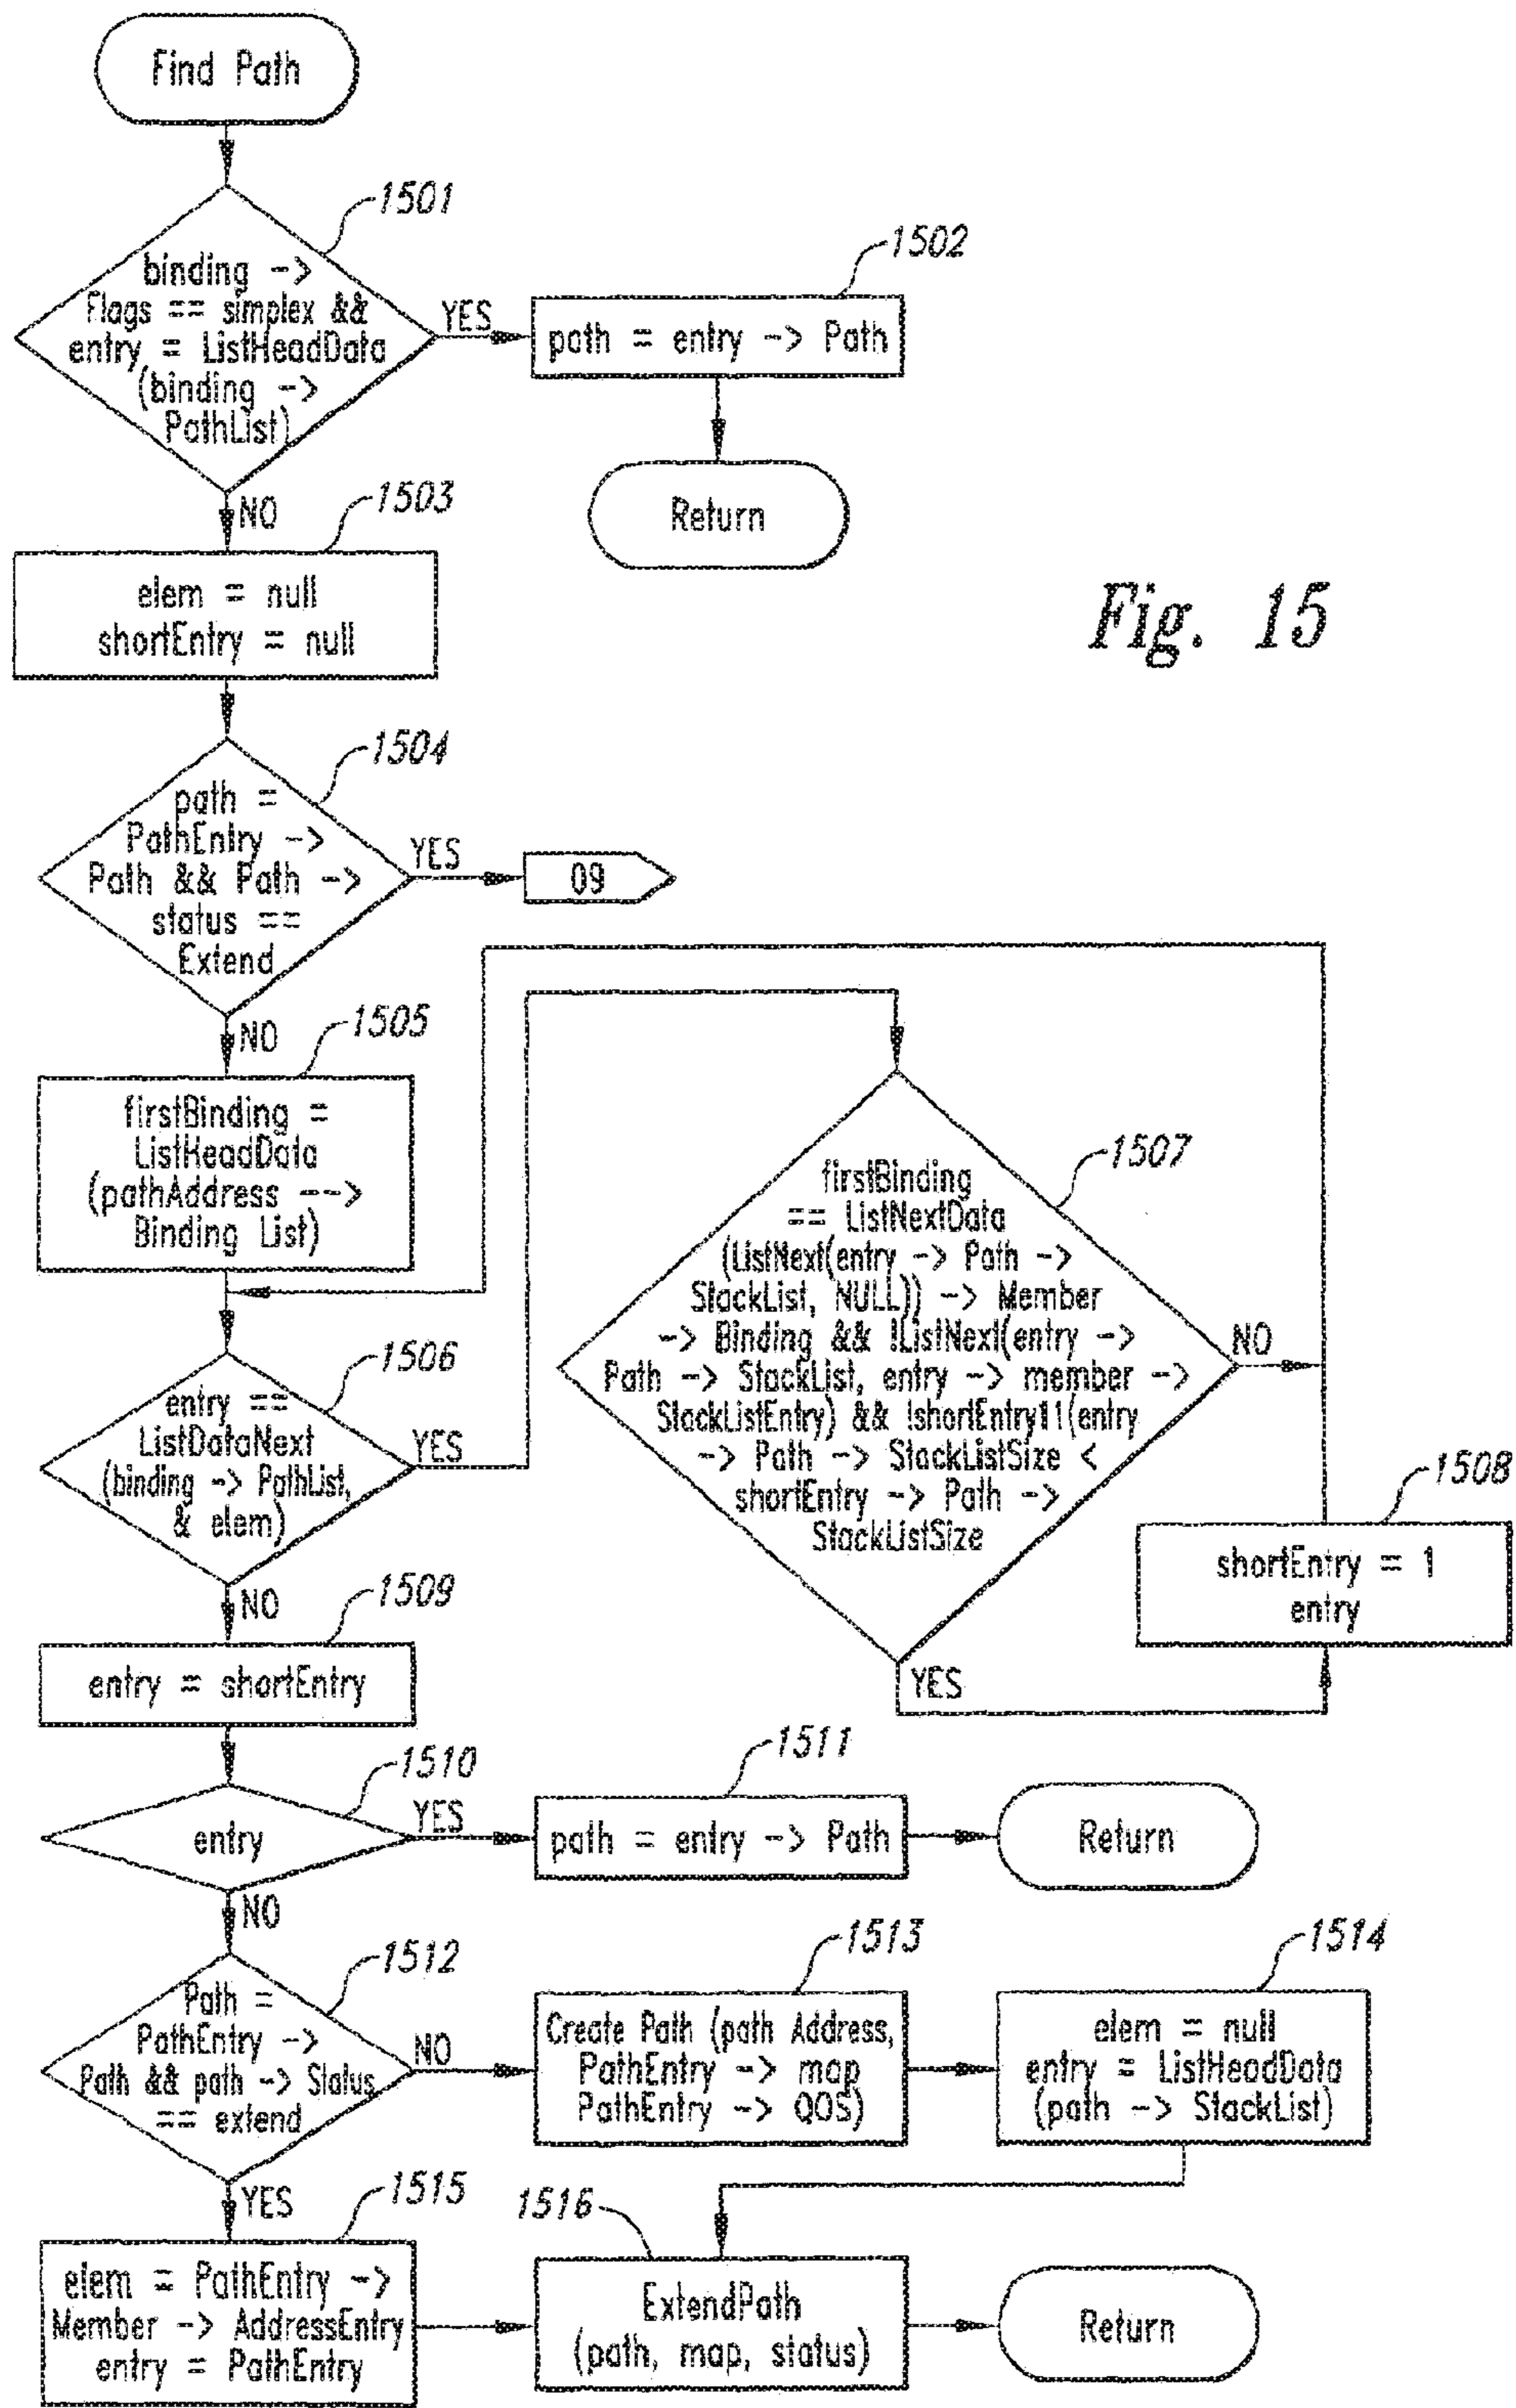 Find Path
1501
binding ->
Flags == simplex &&
entry = ListHeadData
(binding ->
PathList)
YES
1502
path = entry -> Path
Return
NO
1503
elem = null
shortEntry = null
Fig. 15
1504
path =
PathEntry ->
Path && Path ->
status ==
Extend
YES
09
NO
1505
firstBinding =
ListHeadData
(pathAddress -->
Binding List)
1506
entry ==
ListDataNext
(binding -> PathList,
& elem)
YES
1507
firstBinding
== ListNextData
(ListNext(entry -> Path ->
StackList, NULL)) -> Member
-> Binding && !ListNext(entry ->
Path -> StackList, entry -> member ->
StackListEntry) && !shortEntry11(entry
-> Path -> StackListSize <
shortEntry -> Path ->
StackListSize
NO
1508
shortEntry = 1
entry
YES
NO
1509
entry = shortEntry
1510
entry
YES
1511
path = entry -> Path
Return
NO
1512
Path =
PathEntry ->
Path && path -> Status
== extend
NO
1513
Create Path (path Address,
PathEntry -> map
PathEntry -> QOS)
1514
elem = null
entry = ListHeadData
(path -> StackList)
YES
1515
elem = PathEntry ->
Member -> AddressEntry
entry = PathEntry
1516
ExtendPath
(path, map, status)
Return